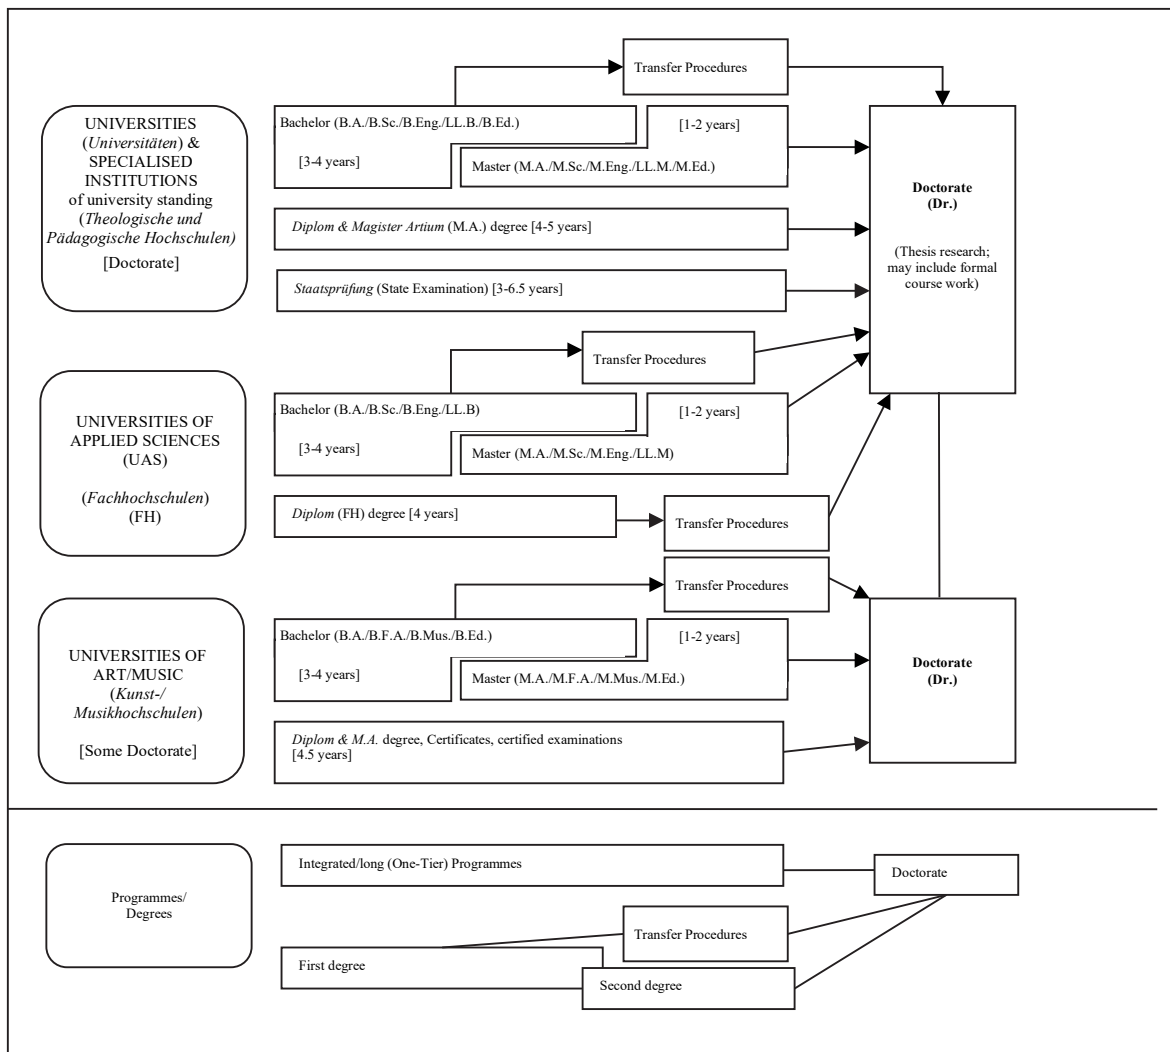 Transfer Procedures
UNIVERSITIES
(Universitäten) &
SPECIALISED
INSTITUTIONS
of university standing
(Theologische und
Pädagogische Hochschulen)
[Doctorate]
Bachelor (B.A./B.Sc./B.Eng./LL.B./B.Ed.)
[3-4 years]
[1-2 years]
Master (M.A./M.Sc./M.Eng./LL.M./M.Ed.)
Diplom & Magister Artium (M.A.) degree [4-5 years]
Staatsprüfung (State Examination) [3-6.5 years]
Doctorate
(Dr.)
(Thesis research;
may include formal
course work)
Transfer Procedures
UNIVERSITIES OF
APPLIED SCIENCES
(UAS)
(Fachhochschulen)
(FH)
Bachelor (B.A./B.Sc./B.Eng./LL.B)
[3-4 years]
[1-2 years]
Master (M.A./M.Sc./M.Eng./LL.M)
Diplom (FH) degree [4 years]
Transfer Procedures
Transfer Procedures
UNIVERSITIES OF
ART/MUSIC
(Kunst-/
Musikhochschulen)
[Some Doctorate]
Bachelor (B.A./B.F.A./B.Mus./B.Ed.)
[3-4 years]
[1-2 years]
Master (M.A./M.F.A./M.Mus./M.Ed.)
Diplom & M.A. degree, Certificates, certified examinations
[4.5 years]
Doctorate
(Dr.)
Programmes/
Degrees
Integrated/long (One-Tier) Programmes
Doctorate
Transfer Procedures
First degree
Second degree